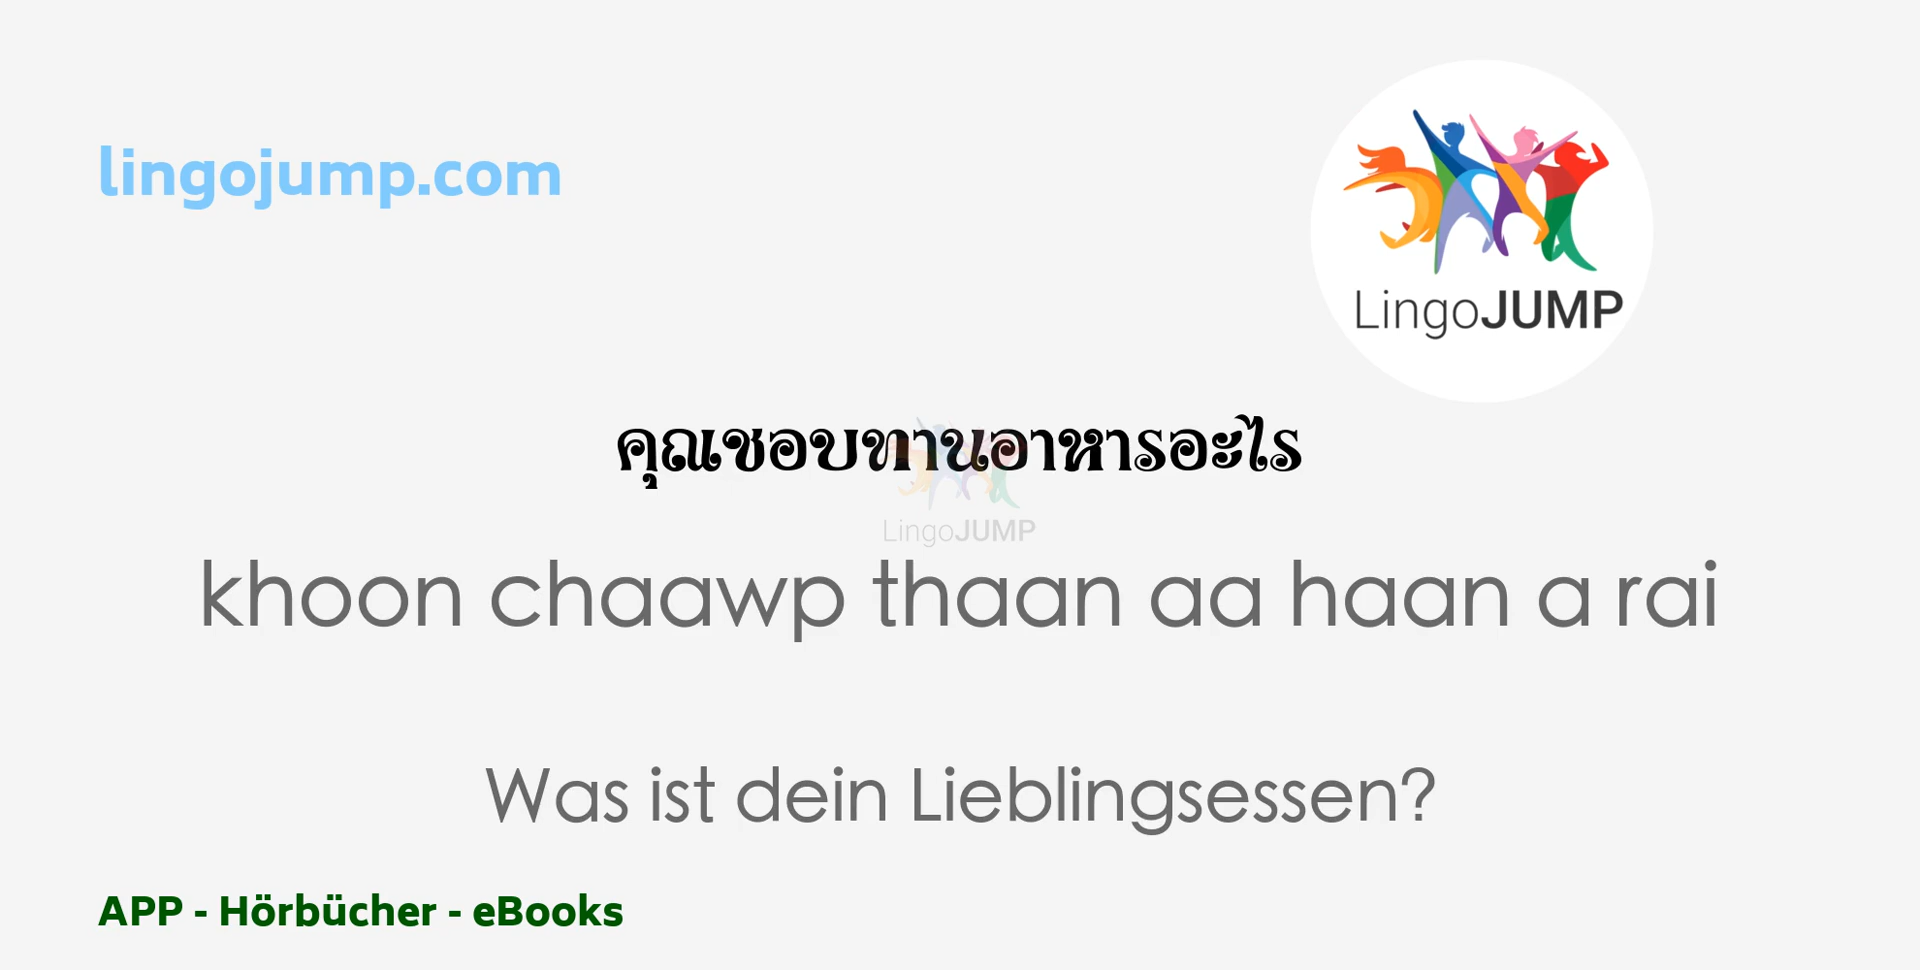 lingojump.com
LingoJUMP
คุณชอบทานอาหารอะไร
LingoJUMP
khoon chaawp thaan aa haan a rai
Was ist dein Lieblingsessen?
APP - Hörbücher - eBooks